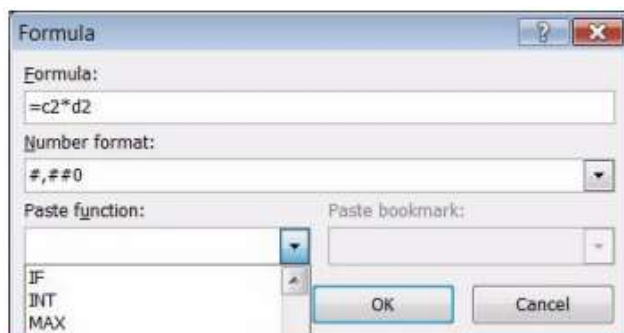 Formula
Formula:
=c2*d2
Number format:
#,##0
Paste function: Paste bookmark:
IF
INT
MAX
OK Cancel